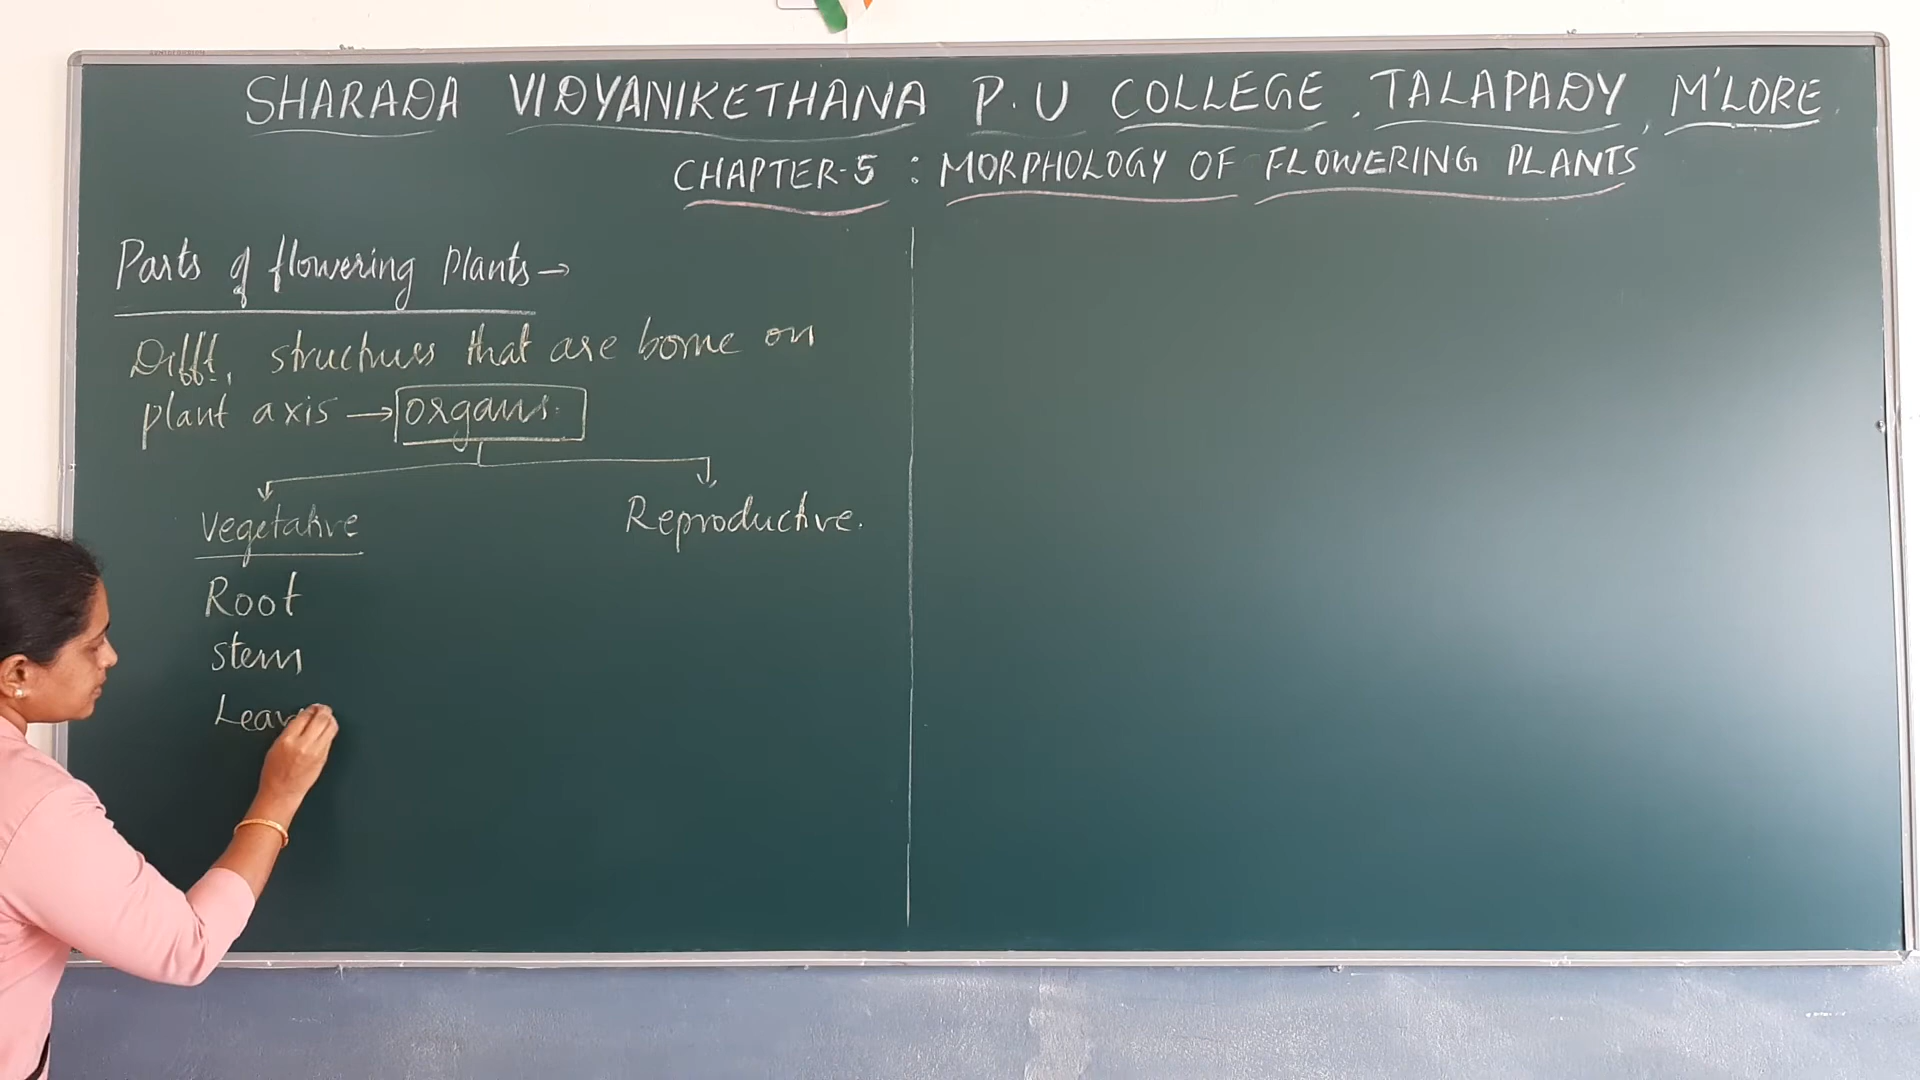 SHARADA VIDYANIKETHANA P.U COLLEGE, TALAPADY, M'LORE.
CHAPTER-5 : MORPHOLOGY OF FLOWERING PLANTS
Parts of flowering plants→
Difft, structures that are borne on
plant axis → organs.
Vegetative
Reproductive.
Root
stem
Leav